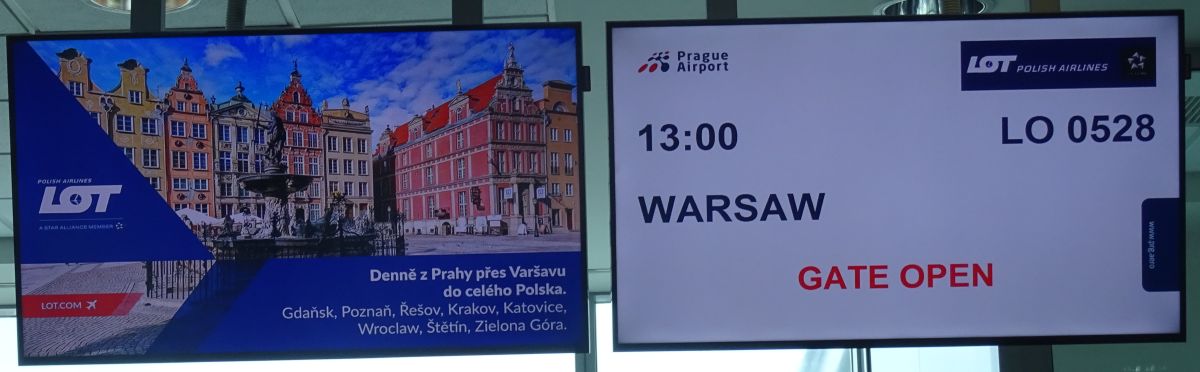 POLISH AIRLINES
LOT
A STAR ALLIANCE MEMBER
LOT.COM
Denně z Prahy přes Varšavu
do celého Polska.
Gdaňsk, Poznaň, Řešov, Krakov, Katovice,
Wroclaw, Štětín, Zielona Góra.
Prague
Airport
LOT POLISH AIRLINES
13:00
LO 0528
WARSAW
GATE OPEN
www.prg.aero